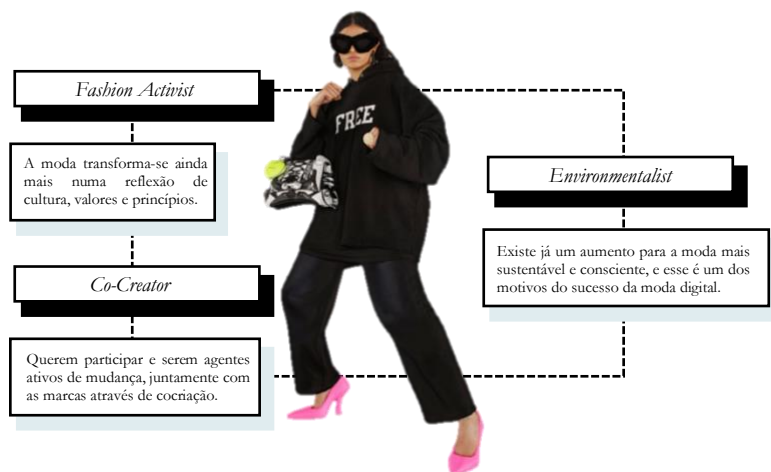 Fashion Activist
A moda transforma-se ainda
mais numa reflexão de
cultura, valores e princípios.
Co-Creator
Querem participar e serem agentes
ativos de mudança, juntamente com
as marcas através de cocriação.
FREE
Environmentalist
Existe já um aumento para a moda mais
sustentável e consciente, e esse é um dos
motivos do sucesso da moda digital.